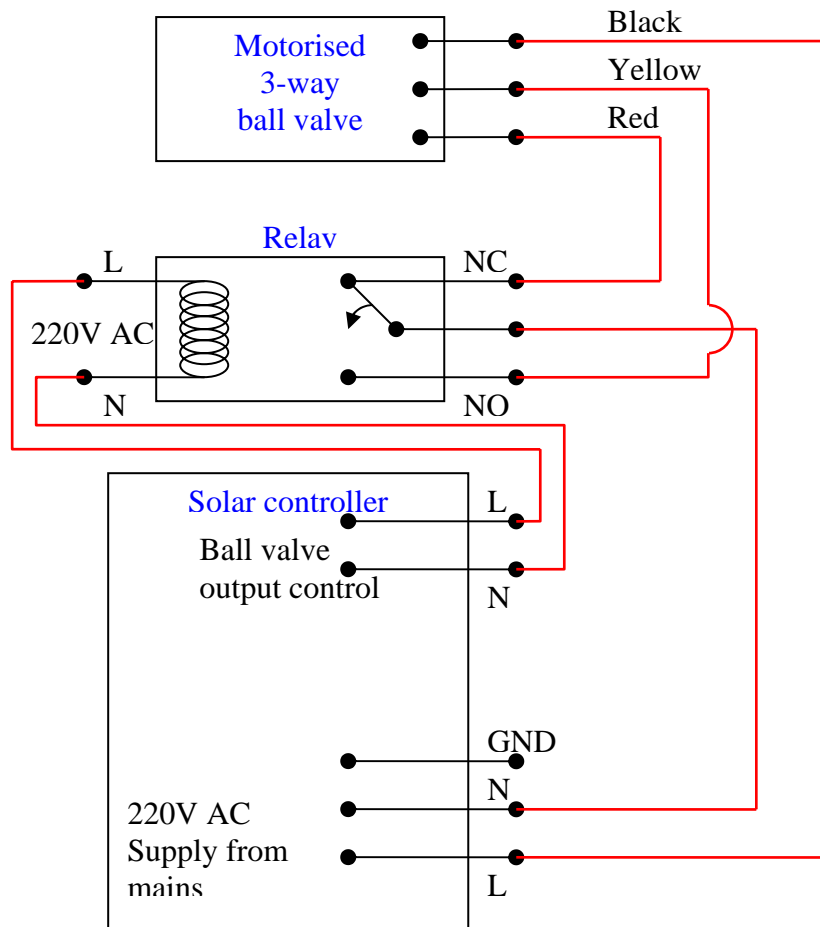 Motorised
3-way
ball valve
Black
Yellow
Red
Relay
L
NC
220V AC
N
NO
Solar controller
L
Ball valve
output control
N
GND
N
220V AC
Supply from
mains
L